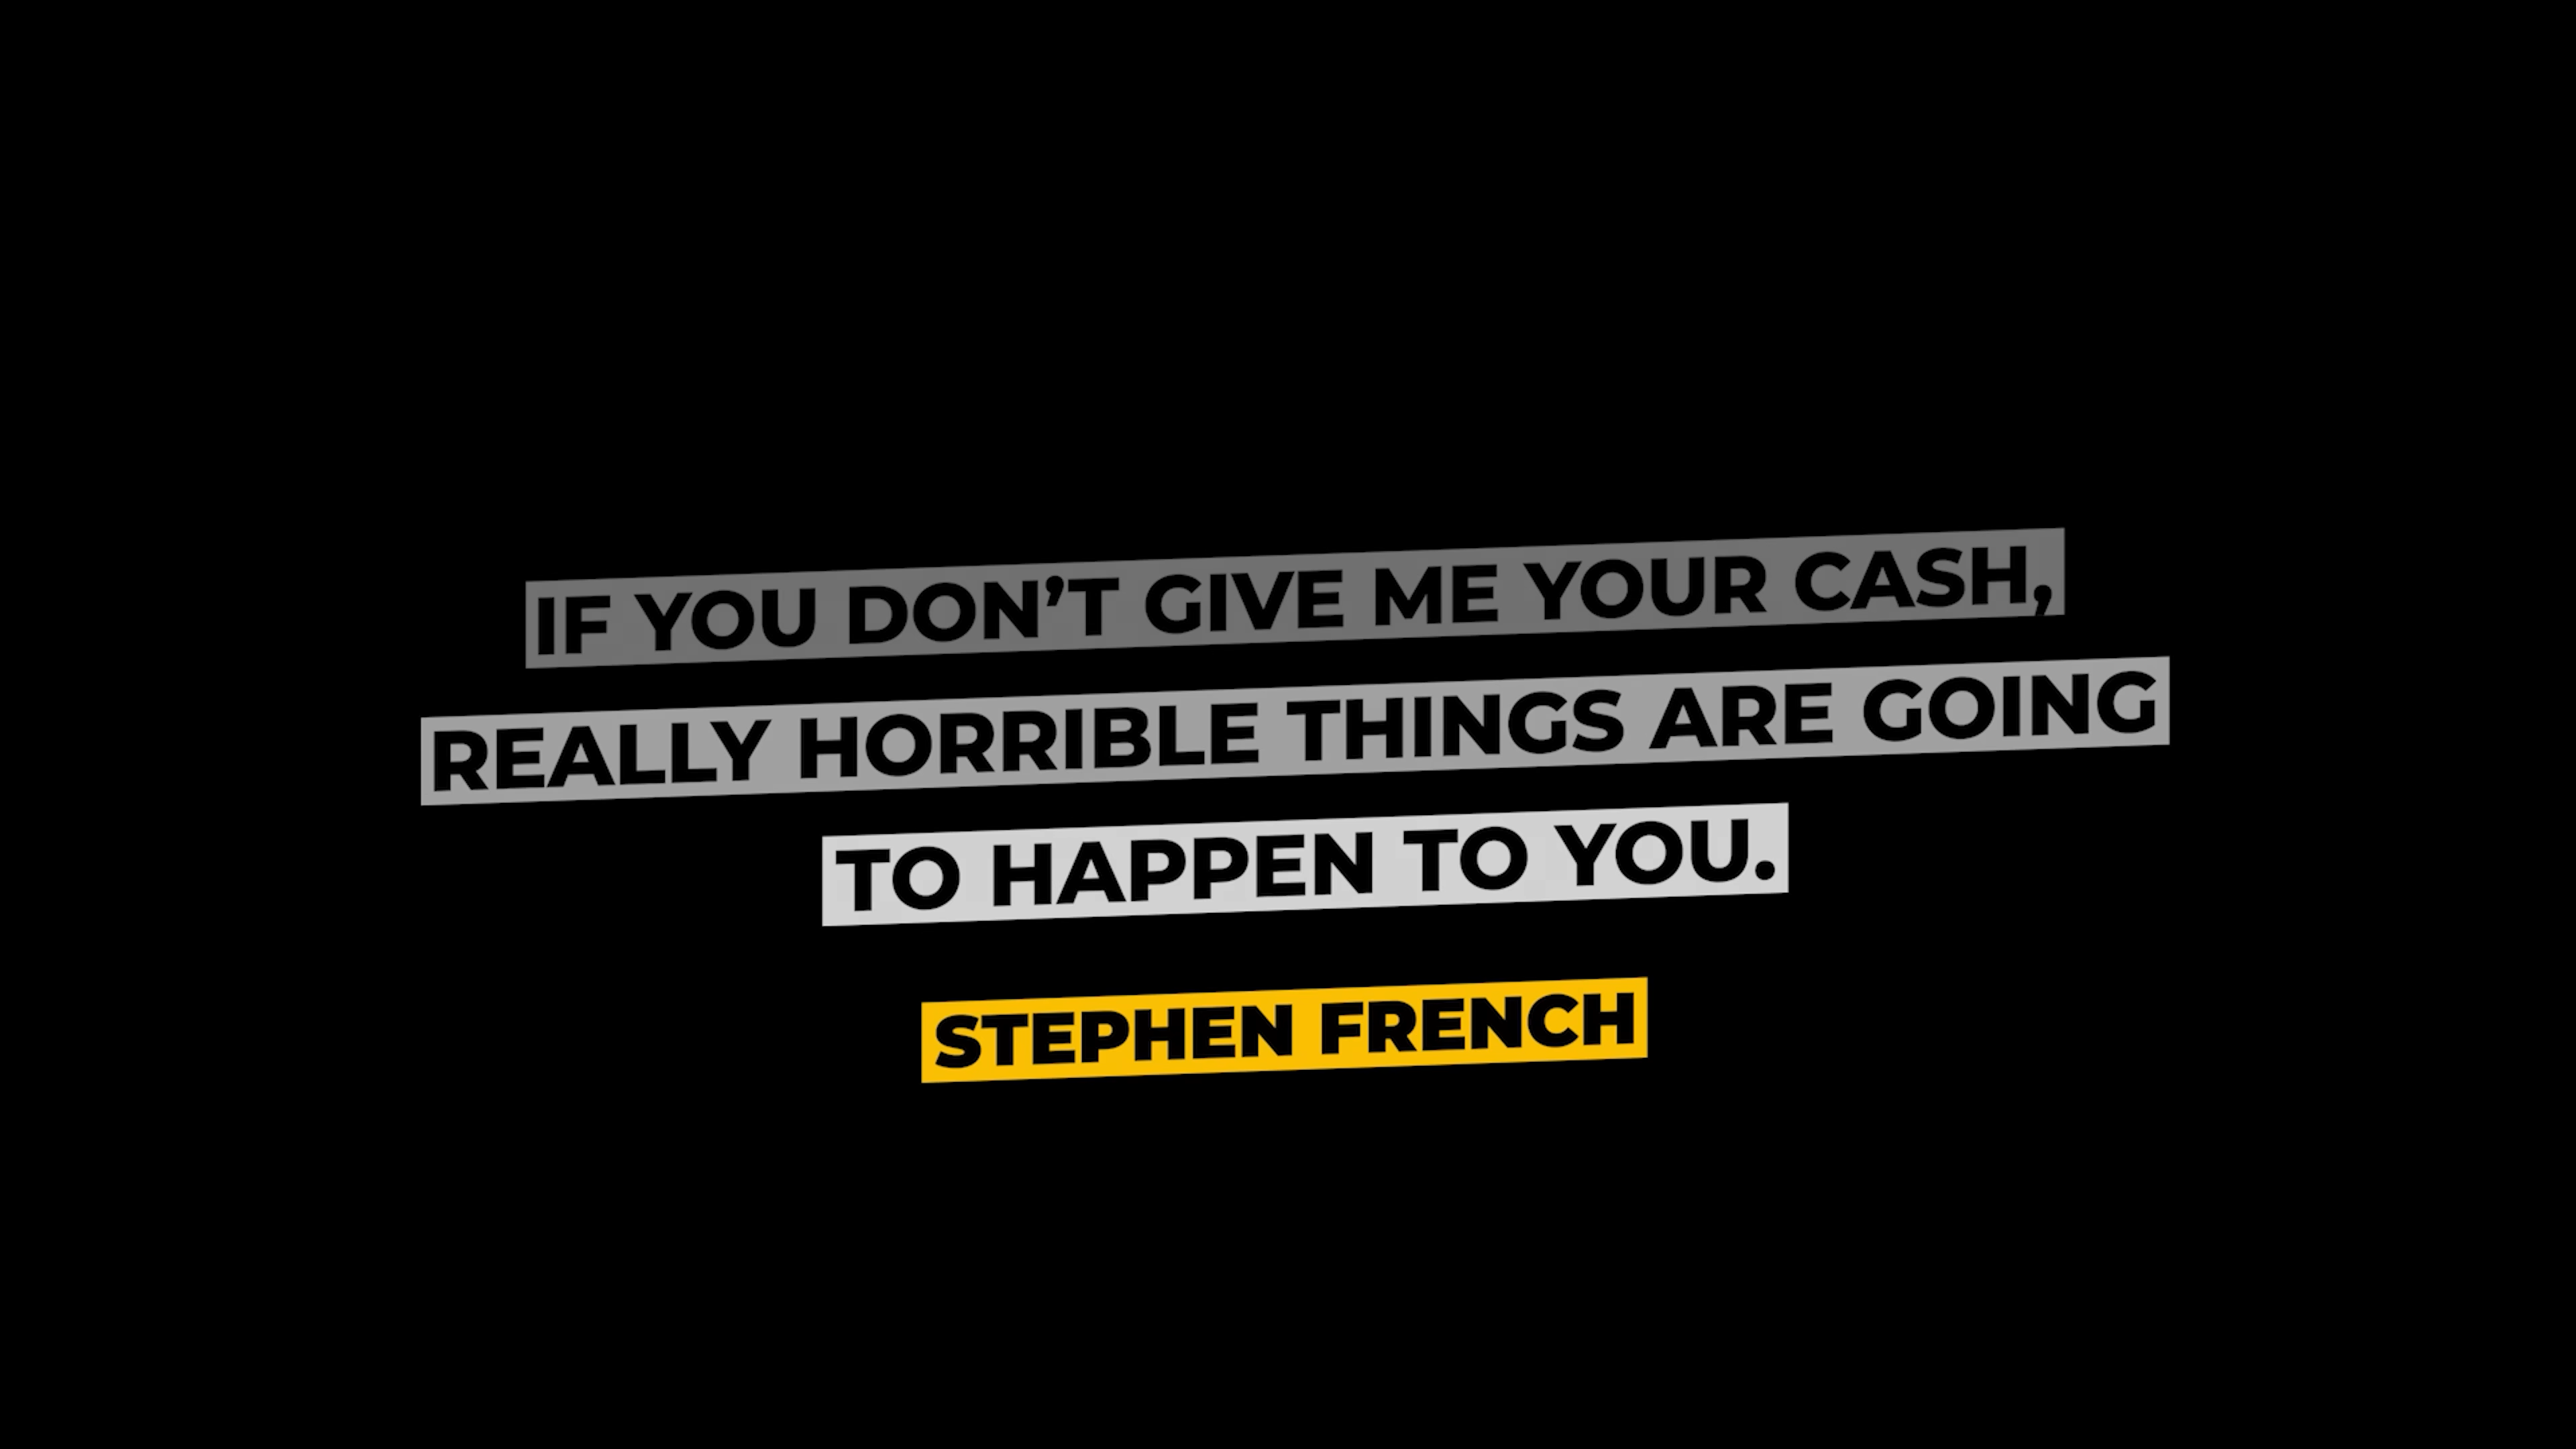 IF YOU DON’T GIVE ME YOUR CASH,
REALLY HORRIBLE THINGS ARE GOING
TO HAPPEN TO YOU.
STEPHEN FRENCH